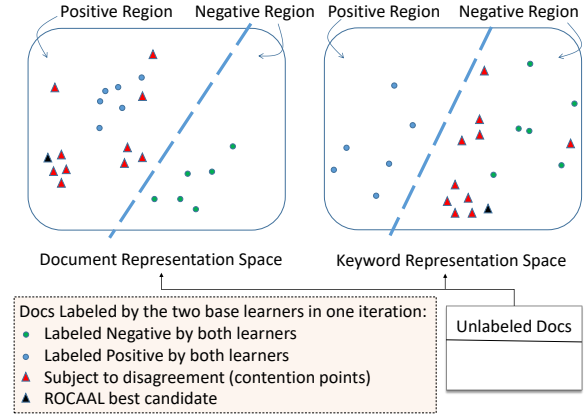 Positive Region
Negative Region
Positive Region
Negative Region
Document Representation Space
Keyword Representation Space
Docs Labeled by the two base learners in one iteration:
Labeled Negative by both learners
Labeled Positive by both learners
Subject to disagreement (contention points)
ROCAAL best candidate
Unlabeled Docs